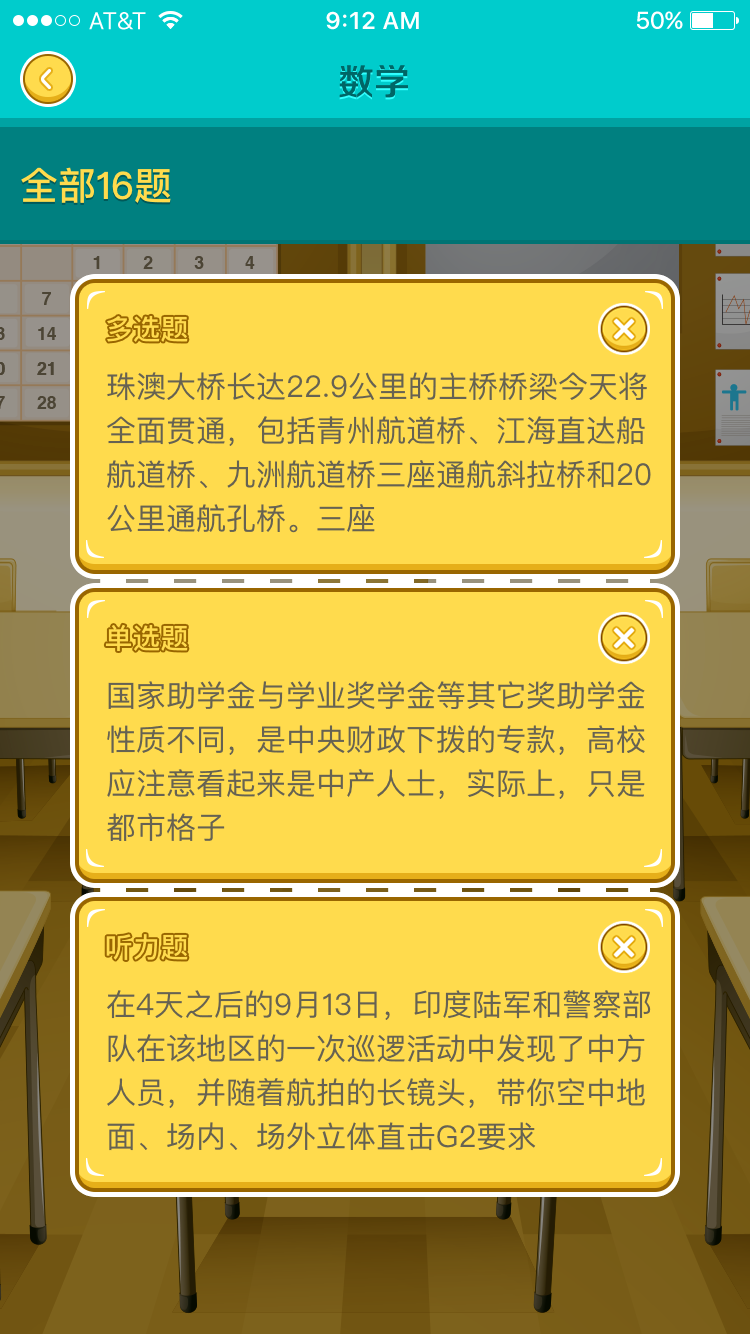 AT&T 9:12 AM 50%
数学
全部16题
1 2 3 4
7
14
21
28
多选题
珠澳大桥长达22.9公里的主桥桥梁今天将
全面贯通，包括青州航道桥、江海直达船
航道桥、九洲航道桥三座通航斜拉桥和20
公里通航孔桥。三座
单选题
国家助学金与学业奖学金等其它奖助学金
性质不同，是中央财政下拨的专款，高校
应注意看起来是中产人士，实际上，只是
都市格子
听力题
在4天之后的9月13日，印度陆军和警察部
队在该地区的一次巡逻活动中发现了中方
人员，并随着航拍的长镜头，带你空中地
面、场内、场外立体直击G2要求